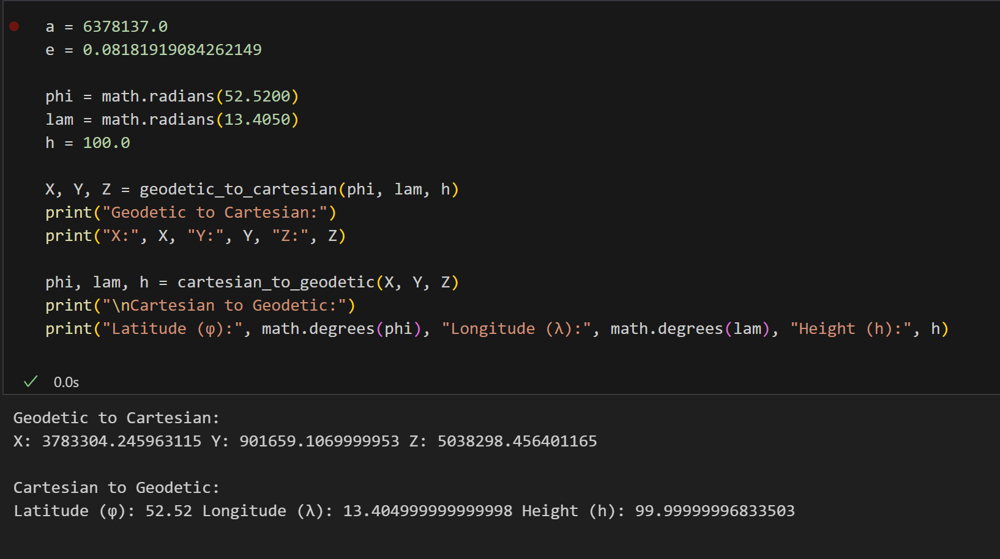 a = 6378137.0
e = 0.08181919084262149
phi = math.radians(52.5200)
lam = math.radians(13.4050)
h = 100.0
X, Y, Z = geodetic_to_cartesian(phi, lam, h)
print("Geodetic to Cartesian:")
print("X:", X, "Y:", Y, "Z:", Z)
phi, lam, h = cartesian_to_geodetic(X, Y, Z)
print("\nCartesian to Geodetic:")
print("Latitude (φ):", math.degrees(phi), "Longitude (λ):", math.degrees(lam), "Height (h):", h)
0.0s
Geodetic to Cartesian:
X: 3783304.245963115 Y: 901659.1069999953 Z: 5038298.456401165
Cartesian to Geodetic:
Latitude (φ): 52.52 Longitude (λ): 13.404999999999998 Height (h): 99.99999996833503